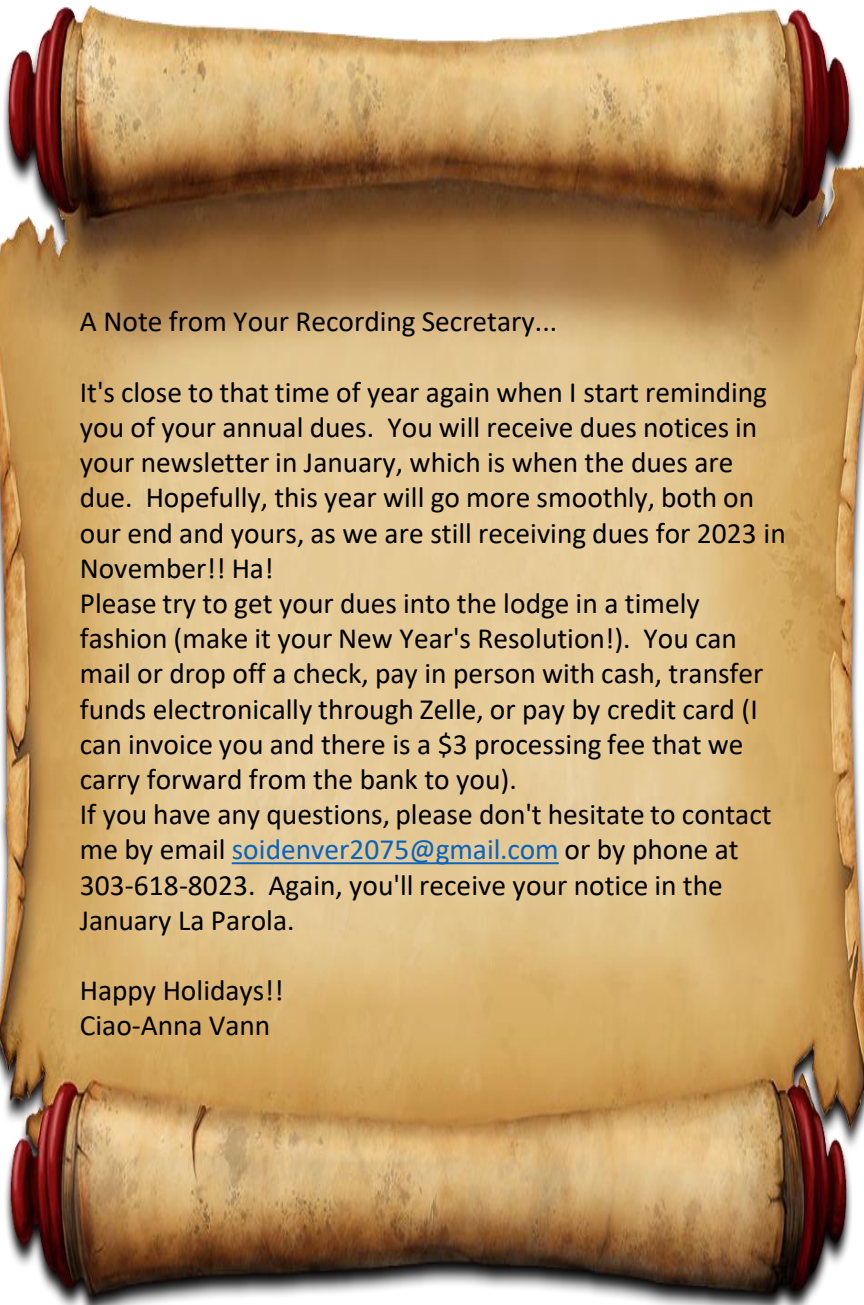 A Note from Your Recording Secretary...
It's close to that time of year again when I start reminding
you of your annual dues.  You will receive dues notices in
your newsletter in January, which is when the dues are
due.  Hopefully, this year will go more smoothly, both on
our end and yours, as we are still receiving dues for 2023 in
November!! Ha!
Please try to get your dues into the lodge in a timely
fashion (make it your New Year's Resolution!).  You can
mail or drop off a check, pay in person with cash, transfer
funds electronically through Zelle, or pay by credit card (I
can invoice you and there is a $3 processing fee that we
carry forward from the bank to you).
If you have any questions, please don't hesitate to contact
me by email soidenver2075@gmail.com or by phone at
303-618-8023.  Again, you'll receive your notice in the
January La Parola.
Happy Holidays!!
Ciao-Anna Vann